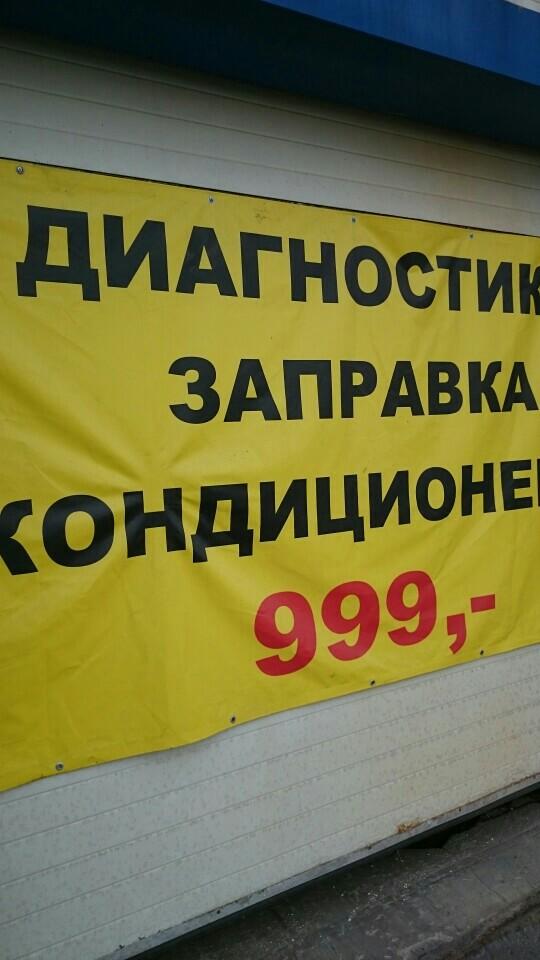 ДИАГНОСТИК
ЗАПРАВКА
КОНДИЦИОНЕ
999,-